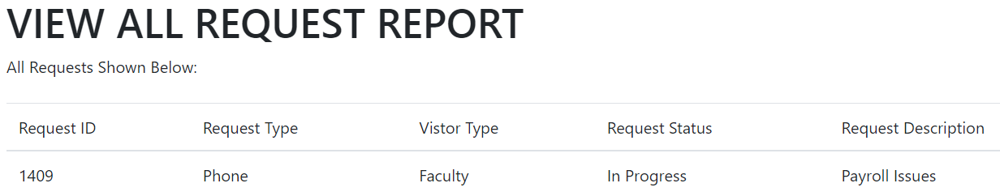 VIEW ALL REQUEST REPORT
All Requests Shown Below:
Request ID Request Type Vistor Type Request Status Request Description
1409 Phone Faculty In Progress Payroll Issues